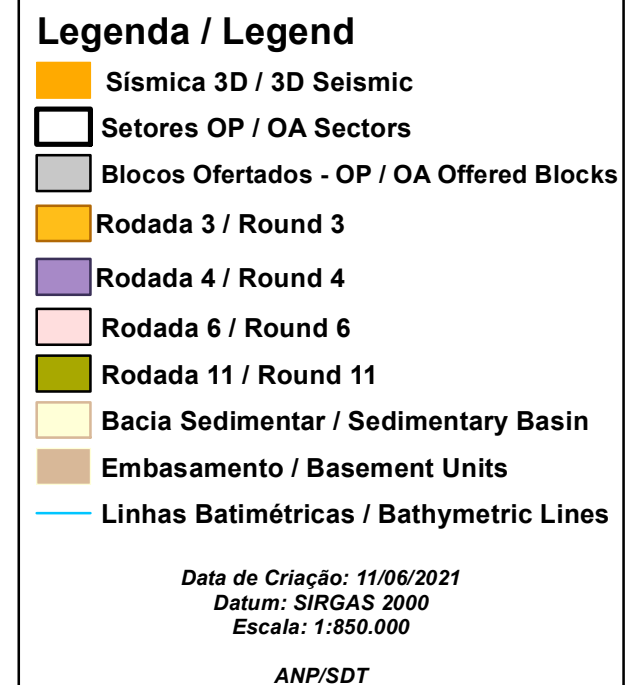 Legenda / Legend
Sísmica 3D / 3D Seismic
Setores OP / OA Sectors
Blocos Ofertados - OP / OA Offered Blocks
Rodada 3 / Round 3
Rodada 4 / Round 4
Rodada 6 / Round 6
Rodada 11 / Round 11
Bacia Sedimentar / Sedimentary Basin
Embasamento / Basement Units
Linhas Batimétricas / Bathymetric Lines
Data de Criação: 11/06/2021
Datum: SIRGAS 2000
Escala: 1:850.000
ANP/SDT